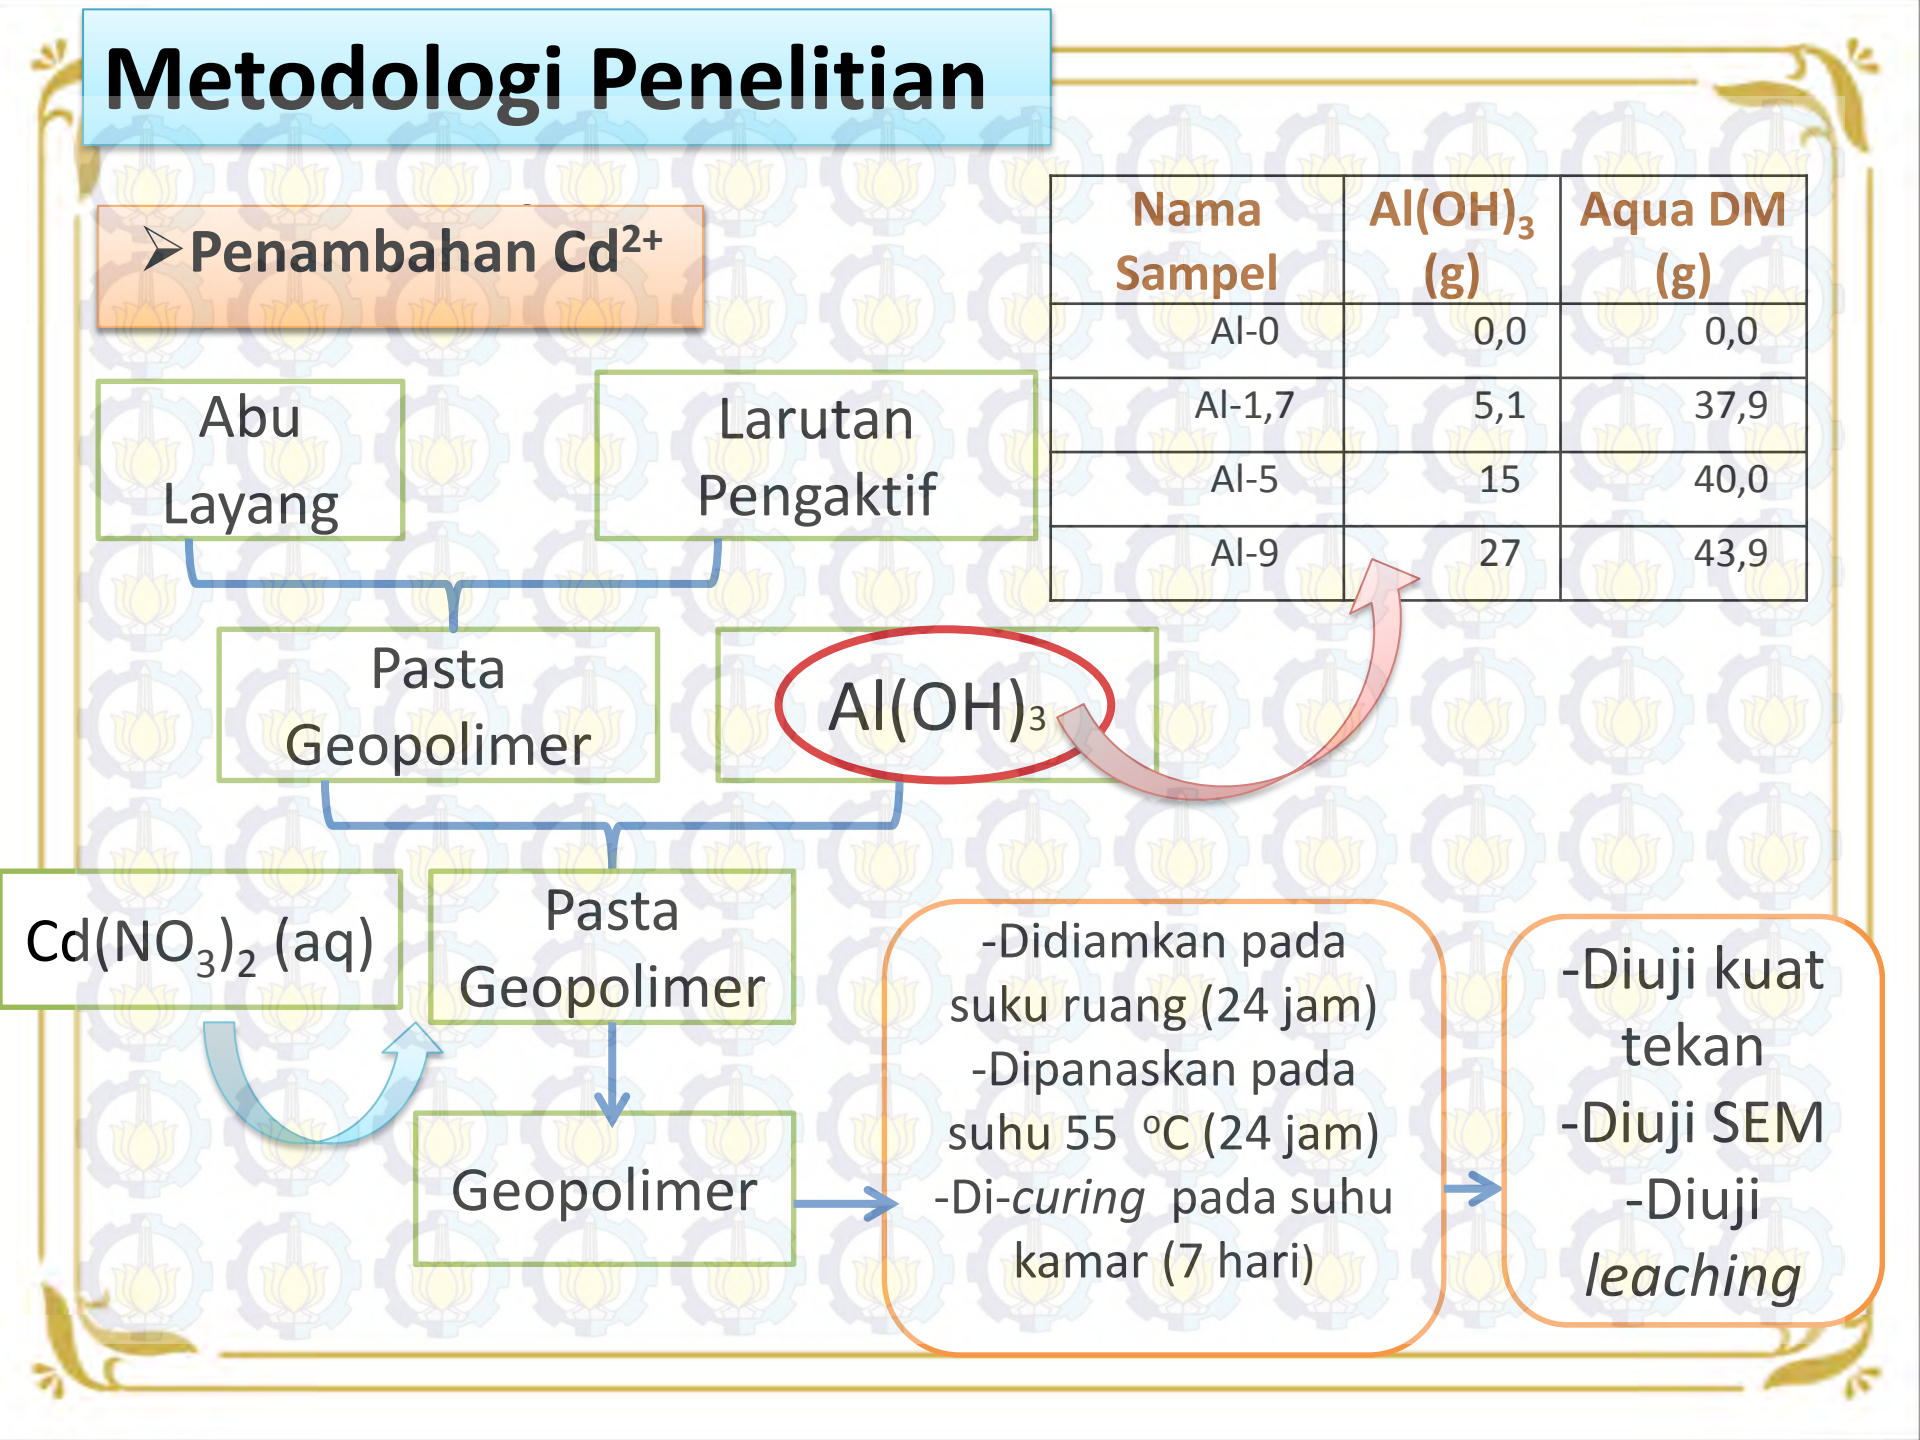 Metodologi Penelitian
➢Penambahan Cd²⁺
Nama Sampel | Al(OH)₃ (g) | Aqua DM (g)
Al-0 | 0,0 | 0,0
Al-1,7 | 5,1 | 37,9
Al-5 | 15 | 40,0
Al-9 | 27 | 43,9
Abu
Layang
Larutan
Pengaktif
Pasta
Geopolimer
Al(OH)₃
Cd(NO₃)₂ (aq)
Pasta
Geopolimer
Geopolimer
-Didiamkan pada
suku ruang (24 jam)
-Dipanaskan pada
suhu 55 ᵒC (24 jam)
-Di-curing pada suhu
kamar (7 hari)
-Diuji kuat
tekan
-Diuji SEM
-Diuji
leaching